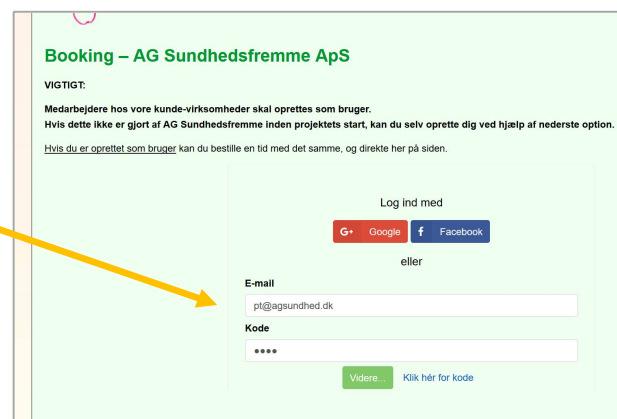 Booking – AG Sundhedsfremme ApS
VIGTIGT:
Medarbejdere hos vore kunde-virksomheder skal oprettes som bruger.
Hvis dette ikke er gjort af AG Sundhedsfremme inden projektets start, kan du selv oprette dig ved hjælp af nederste option.
Hvis du er oprettet som bruger kan du bestille en tid med det samme, og direkte her på siden.
Log ind med
G+ Google f Facebook
eller
E-mail
pt@agsundhed.dk
Kode
••••
Videre... Klik hér for kode